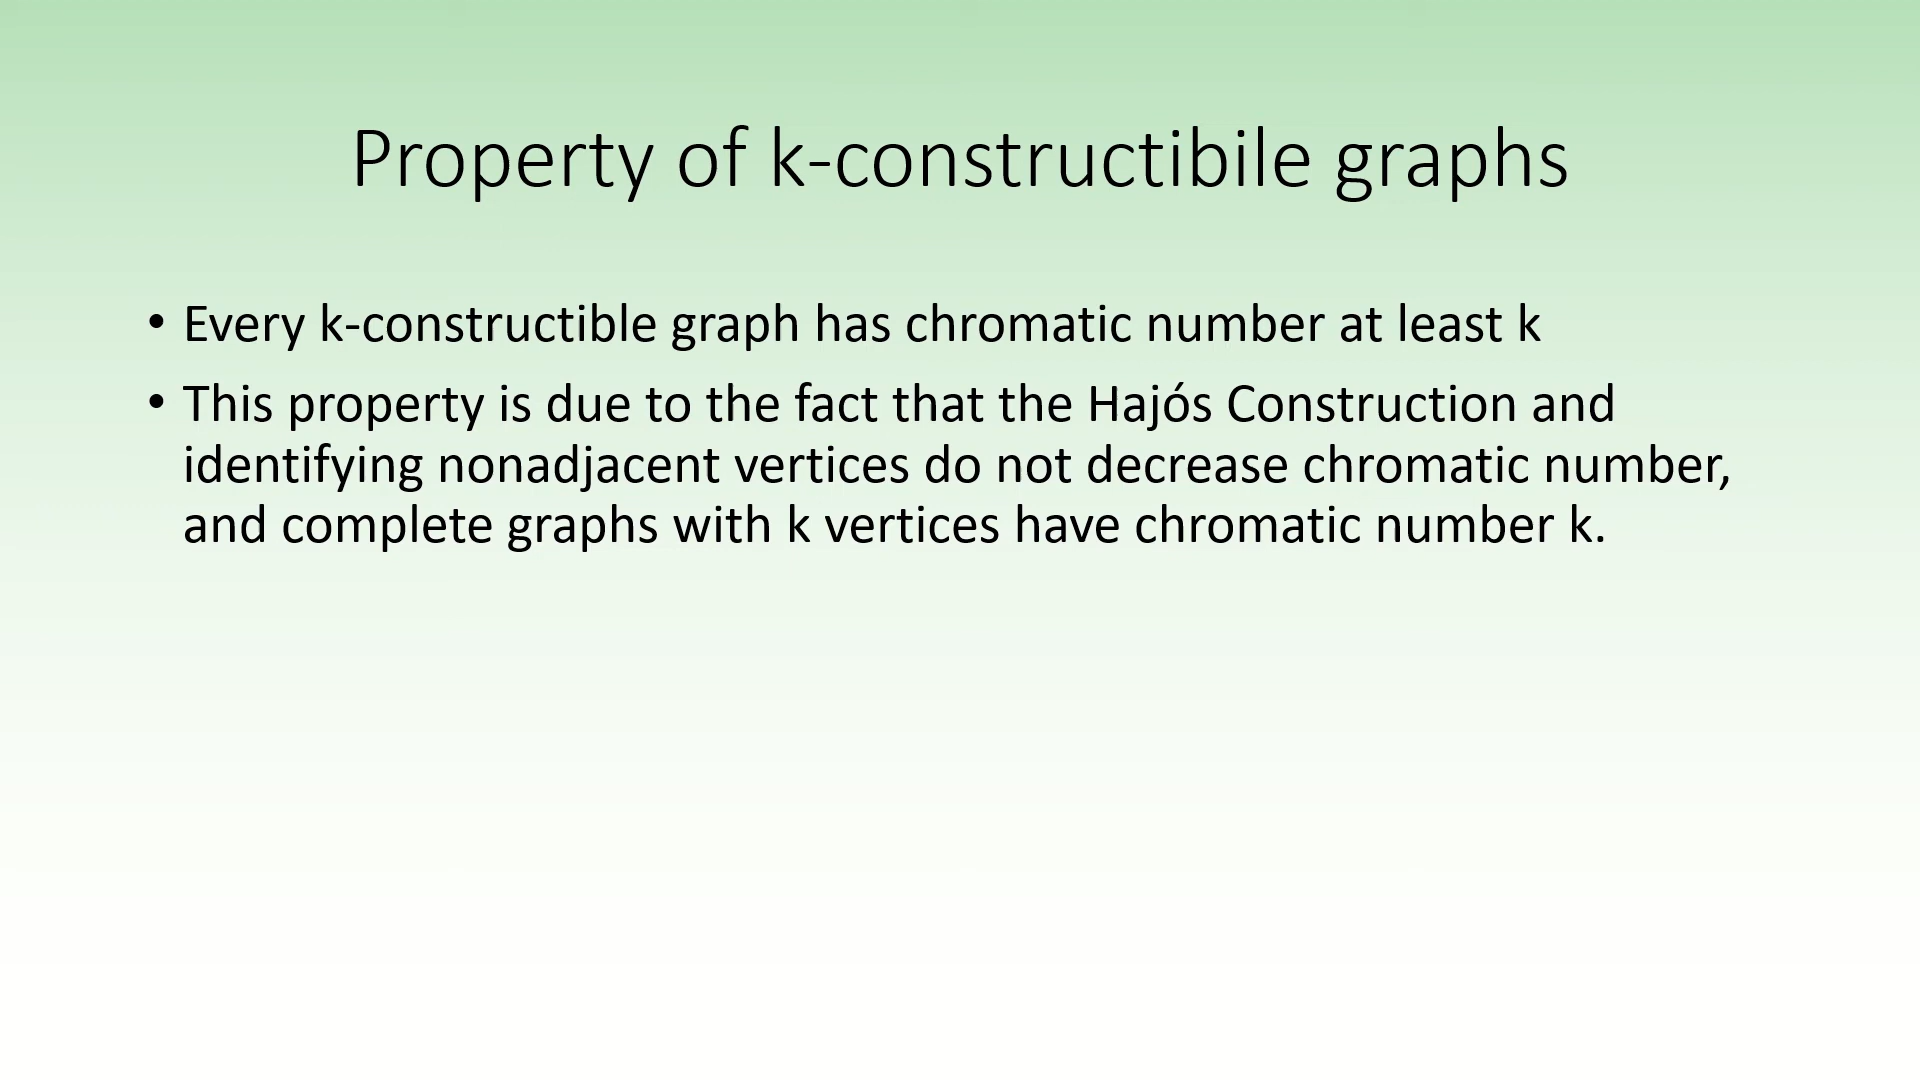 Property of k-constructibile graphs
• Every k-constructible graph has chromatic number at least k
• This property is due to the fact that the Hajós Construction and
identifying nonadjacent vertices do not decrease chromatic number,
and complete graphs with k vertices have chromatic number k.